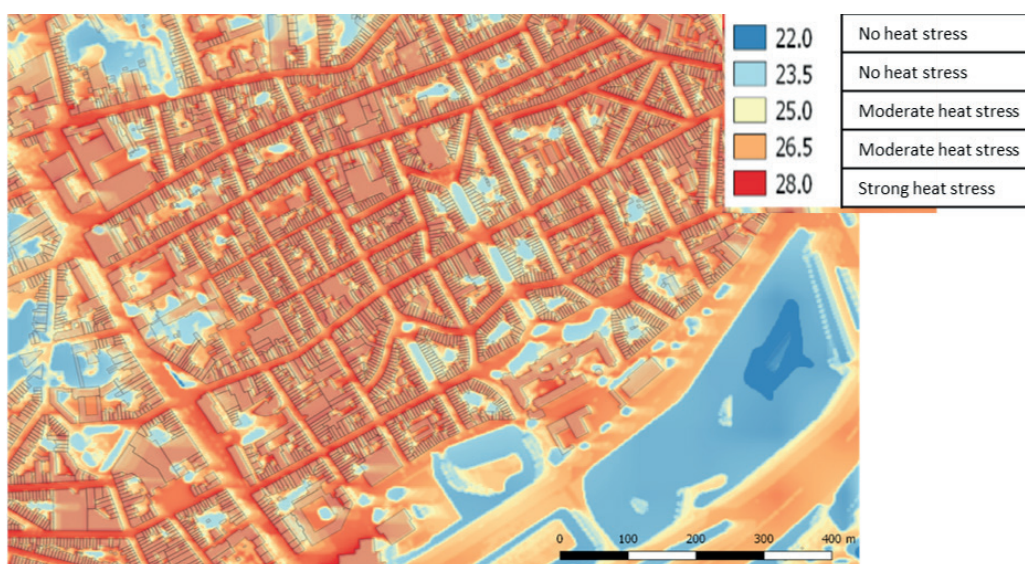 22.0 No heat stress
23.5 No heat stress
25.0 Moderate heat stress
26.5 Moderate heat stress
28.0 Strong heat stress
0 100 200 300 400 m